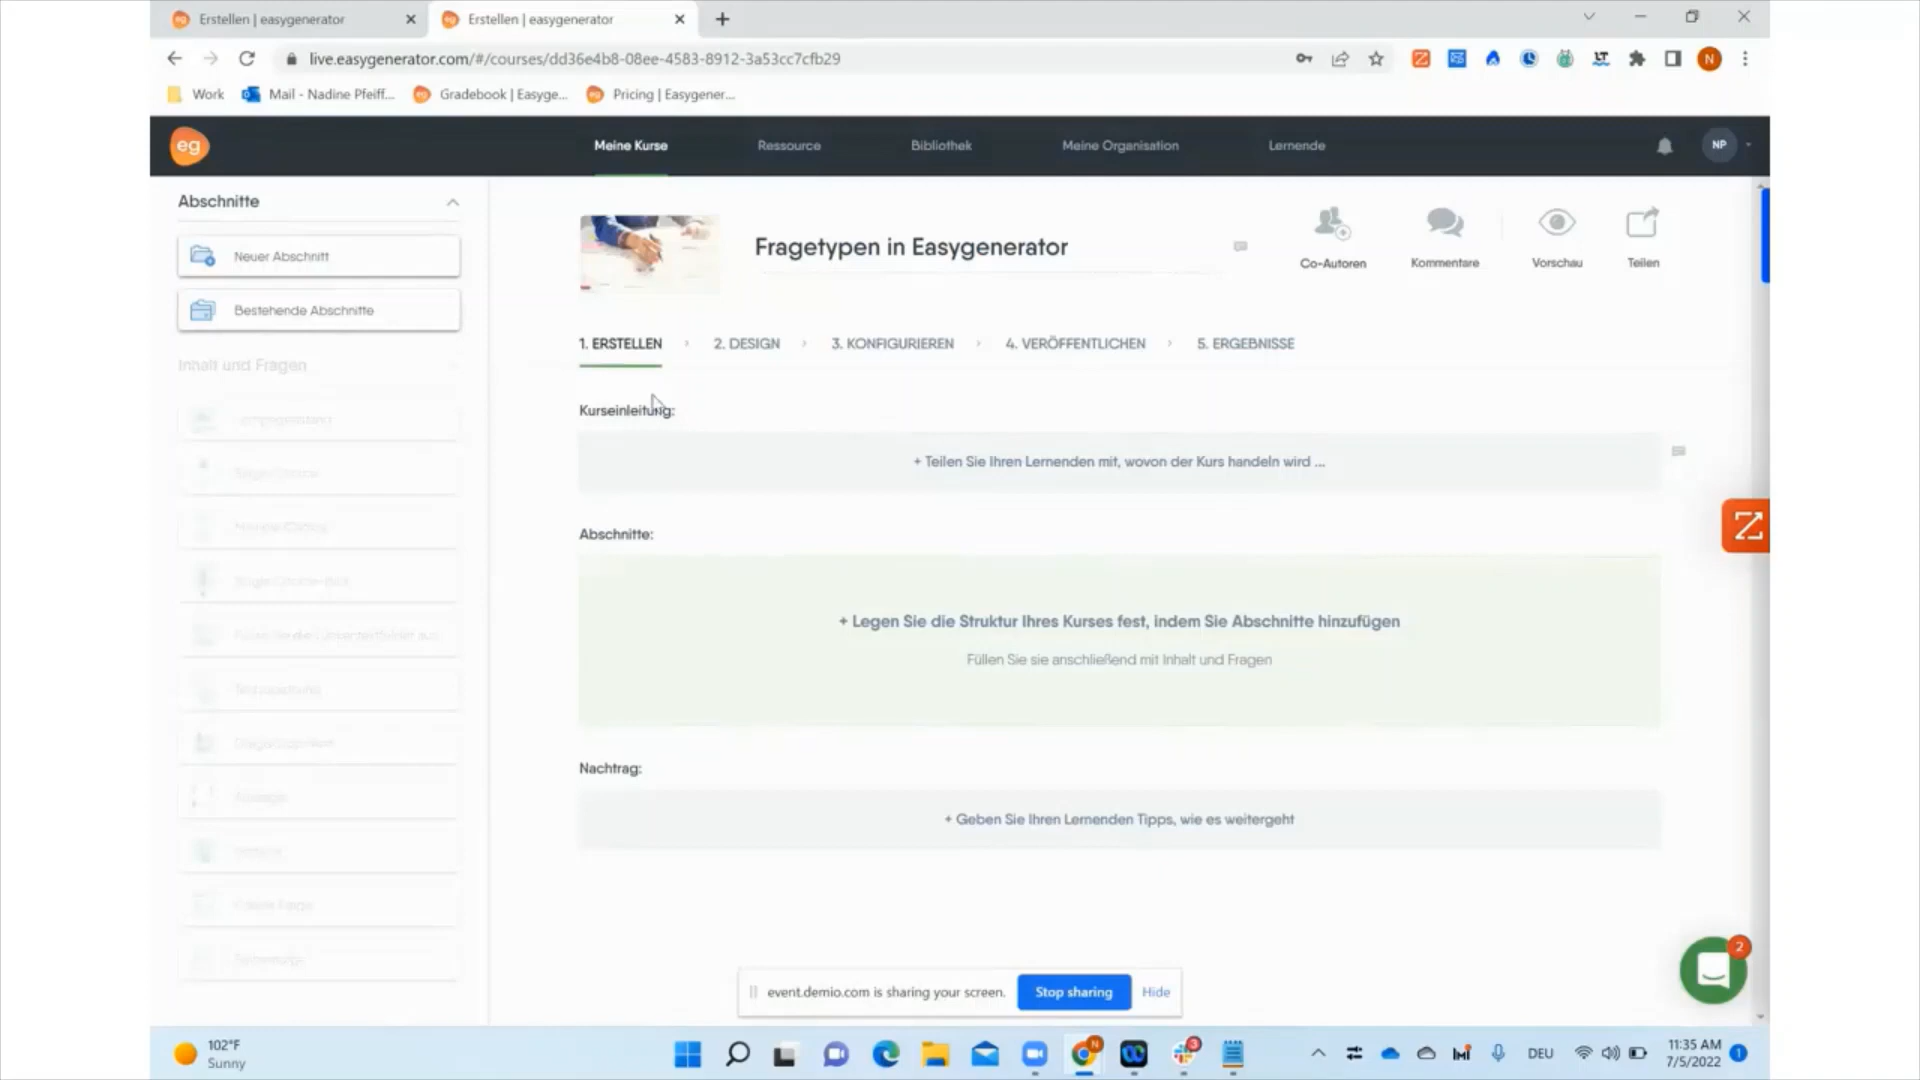 Erstellen | easygenerator
Erstellen | easygenerator
live.easygenerator.com/#/courses/dd36e4b8-08ee-4583-8912-3a53cc7cfb29
N
Work
Mail - Nadine Pfeiff...
Gradebook | Easyge...
Pricing | Easygener...
eg
Meine Kurse
Ressource
Bibliothek
Meine Organisation
Lernende
NP
Abschnitte
Neuer Abschnitt
Bestehende Abschnitte
Inhalt und Fragen
Fragetypen in Easygenerator
Co-Autoren
Kommentare
Vorschau
Teilen
1. ERSTELLEN
2. DESIGN
3. KONFIGURIEREN
4. VERÖFFENTLICHEN
5. ERGEBNISSE
Kurseinleitung:
+ Teilen Sie Ihren Lernenden mit, wovon der Kurs handeln wird ...
Abschnitte:
+ Legen Sie die Struktur Ihres Kurses fest, indem Sie Abschnitte hinzufügen
Füllen Sie sie anschließend mit Inhalt und Fragen
Nachtrag:
+ Geben Sie Ihren Lernenden Tipps, wie es weitergeht
2
event.demio.com is sharing your screen.
Stop sharing
Hide
102°F
Sunny
N
3
DEU
11:35 AM
7/5/2022
1